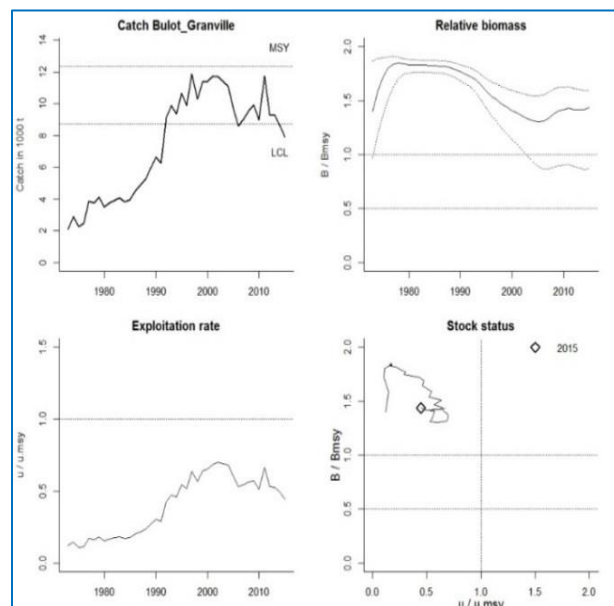 Catch Bulot_Granville
Catch in 1000 t
14
12
10
8
6
4
2
0
MSY
LCL
1980 1990 2000 2010
Relative biomass
B / Bmsy
2.0
1.5
1.0
0.5
0.0
1980 1990 2000 2010
Exploitation rate
u / u.msy
1.5
1.0
0.5
0.0
1980 1990 2000 2010
Stock status
2015
B / Bmsy
2.0
1.5
1.0
0.5
0.0
0.0 0.5 1.0 1.5 2.0
u / u.msy